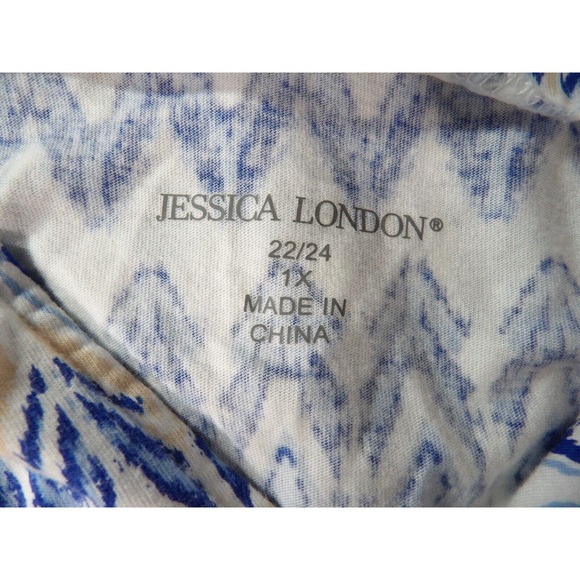 JESSICA LONDON®
22/24
1X
MADE IN
CHINA